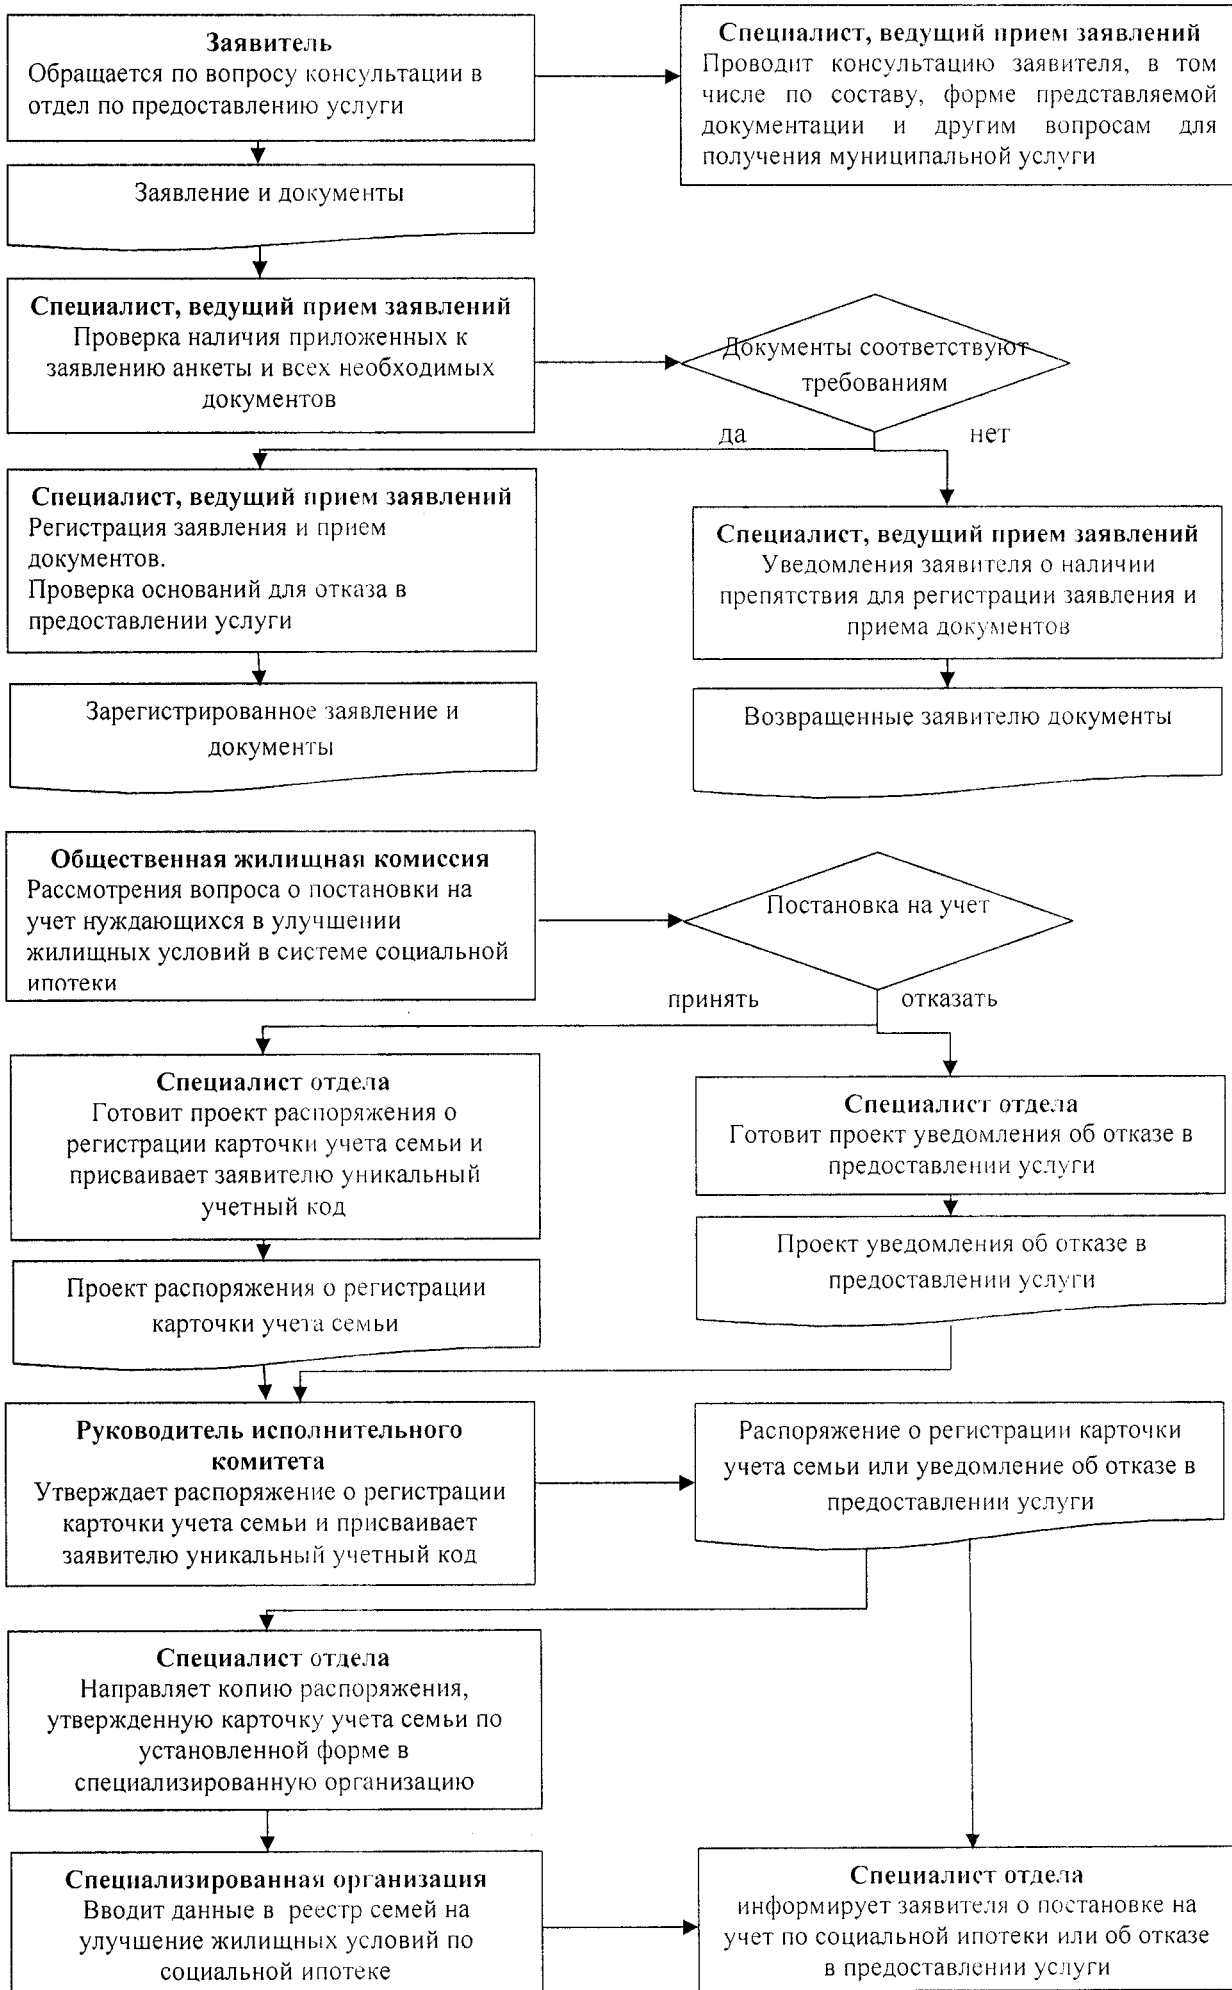 Заявитель
Обращается по вопросу консультации в
отдел по предоставлению услуги
Специалист, ведущий прием заявлений
Проводит консультацию заявителя, в том
числе по составу, форме представляемой
документации и другим вопросам для
получения муниципальной услуги
Заявление и документы
Специалист, ведущий прием заявлений
Проверка наличия приложенных к
заявлению анкеты и всех необходимых
документов
Документы соответствуют
требованиям
да
нет
Специалист, ведущий прием заявлений
Регистрация заявления и прием
документов.
Проверка оснований для отказа в
предоставлении услуги
Специалист, ведущий прием заявлений
Уведомления заявителя о наличии
препятствия для регистрации заявления и
приема документов
Зарегистрированное заявление и
документы
Возвращенные заявителю документы
Общественная жилищная комиссия
Рассмотрения вопроса о постановки на
учет нуждающихся в улучшении
жилищных условий в системе социальной
ипотеки
Постановка на учет
принять
отказать
Специалист отдела
Готовит проект распоряжения о
регистрации карточки учета семьи и
присваивает заявителю уникальный
учетный код
Специалист отдела
Готовит проект уведомления об отказе в
предоставлении услуги
Проект распоряжения о регистрации
карточки учета семьи
Проект уведомления об отказе в
предоставлении услуги
Руководитель исполнительного
комитета
Утверждает распоряжение о регистрации
карточки учета семьи и присваивает
заявителю уникальный учетный код
Распоряжение о регистрации карточки
учета семьи или уведомление об отказе в
предоставлении услуги
Специалист отдела
Направляет копию распоряжения,
утвержденную карточку учета семьи по
установленной форме в
специализированную организацию
Специализированная организация
Вводит данные в реестр семей на
улучшение жилищных условий по
социальной ипотеке
Специалист отдела
информирует заявителя о постановке на
учет по социальной ипотеки или об отказе
в предоставлении услуги